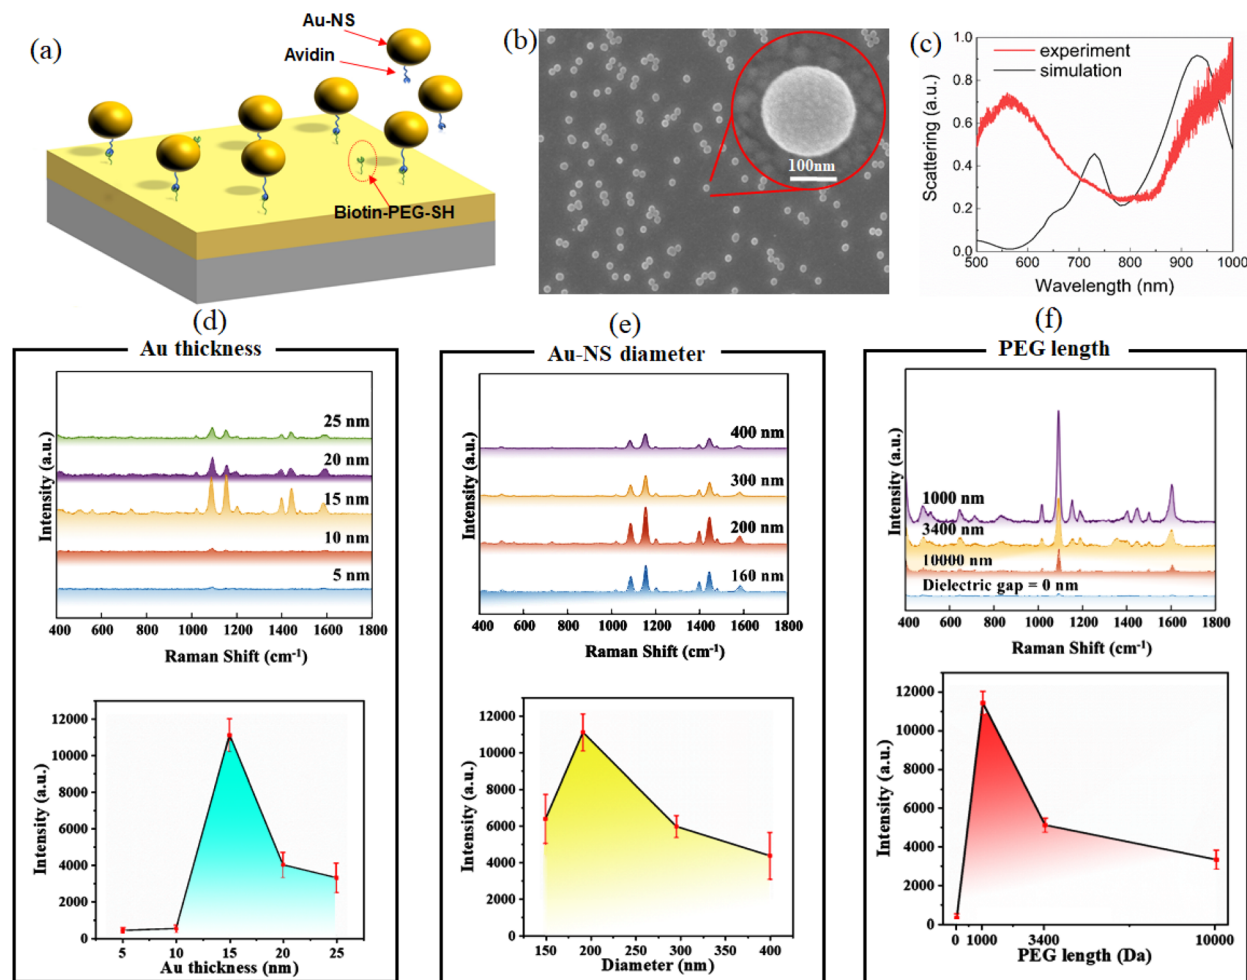 (a)
Au-NS
Avidin
Biotin-PEG-SH
(b)
100nm
(c)
experiment
simulation
Scattering (a.u.)
1.0
0.8
0.6
0.4
0.2
0.0
500 600 700 800 900 1000
Wavelength (nm)
(d)
Au thickness
Intensity (a.u.)
25 nm
20 nm
15 nm
10 nm
5 nm
400 600 800 1000 1200 1400 1600 1800
Raman Shift (cm⁻¹)
Intensity (a.u.)
12000
10000
8000
6000
4000
2000
0
5 10 15 20 25
Au thickness (nm)
(e)
Au-NS diameter
Intensity (a.u.)
400 nm
300 nm
200 nm
160 nm
400 600 800 1000 1200 1400 1600 1800
Raman Shift (cm⁻¹)
Intensity (a.u.)
12000
10000
8000
6000
4000
2000
0
150 200 250 300 350 400
Diameter (nm)
(f)
PEG length
Intensity (a.u.)
1000 nm
3400 nm
10000 nm
Dielectric gap = 0 nm
400 600 800 1000 1200 1400 1600 1800
Raman Shift (cm⁻¹)
Intensity (a.u.)
12000
10000
8000
6000
4000
2000
0
0 1000 3400 10000
PEG length (Da)